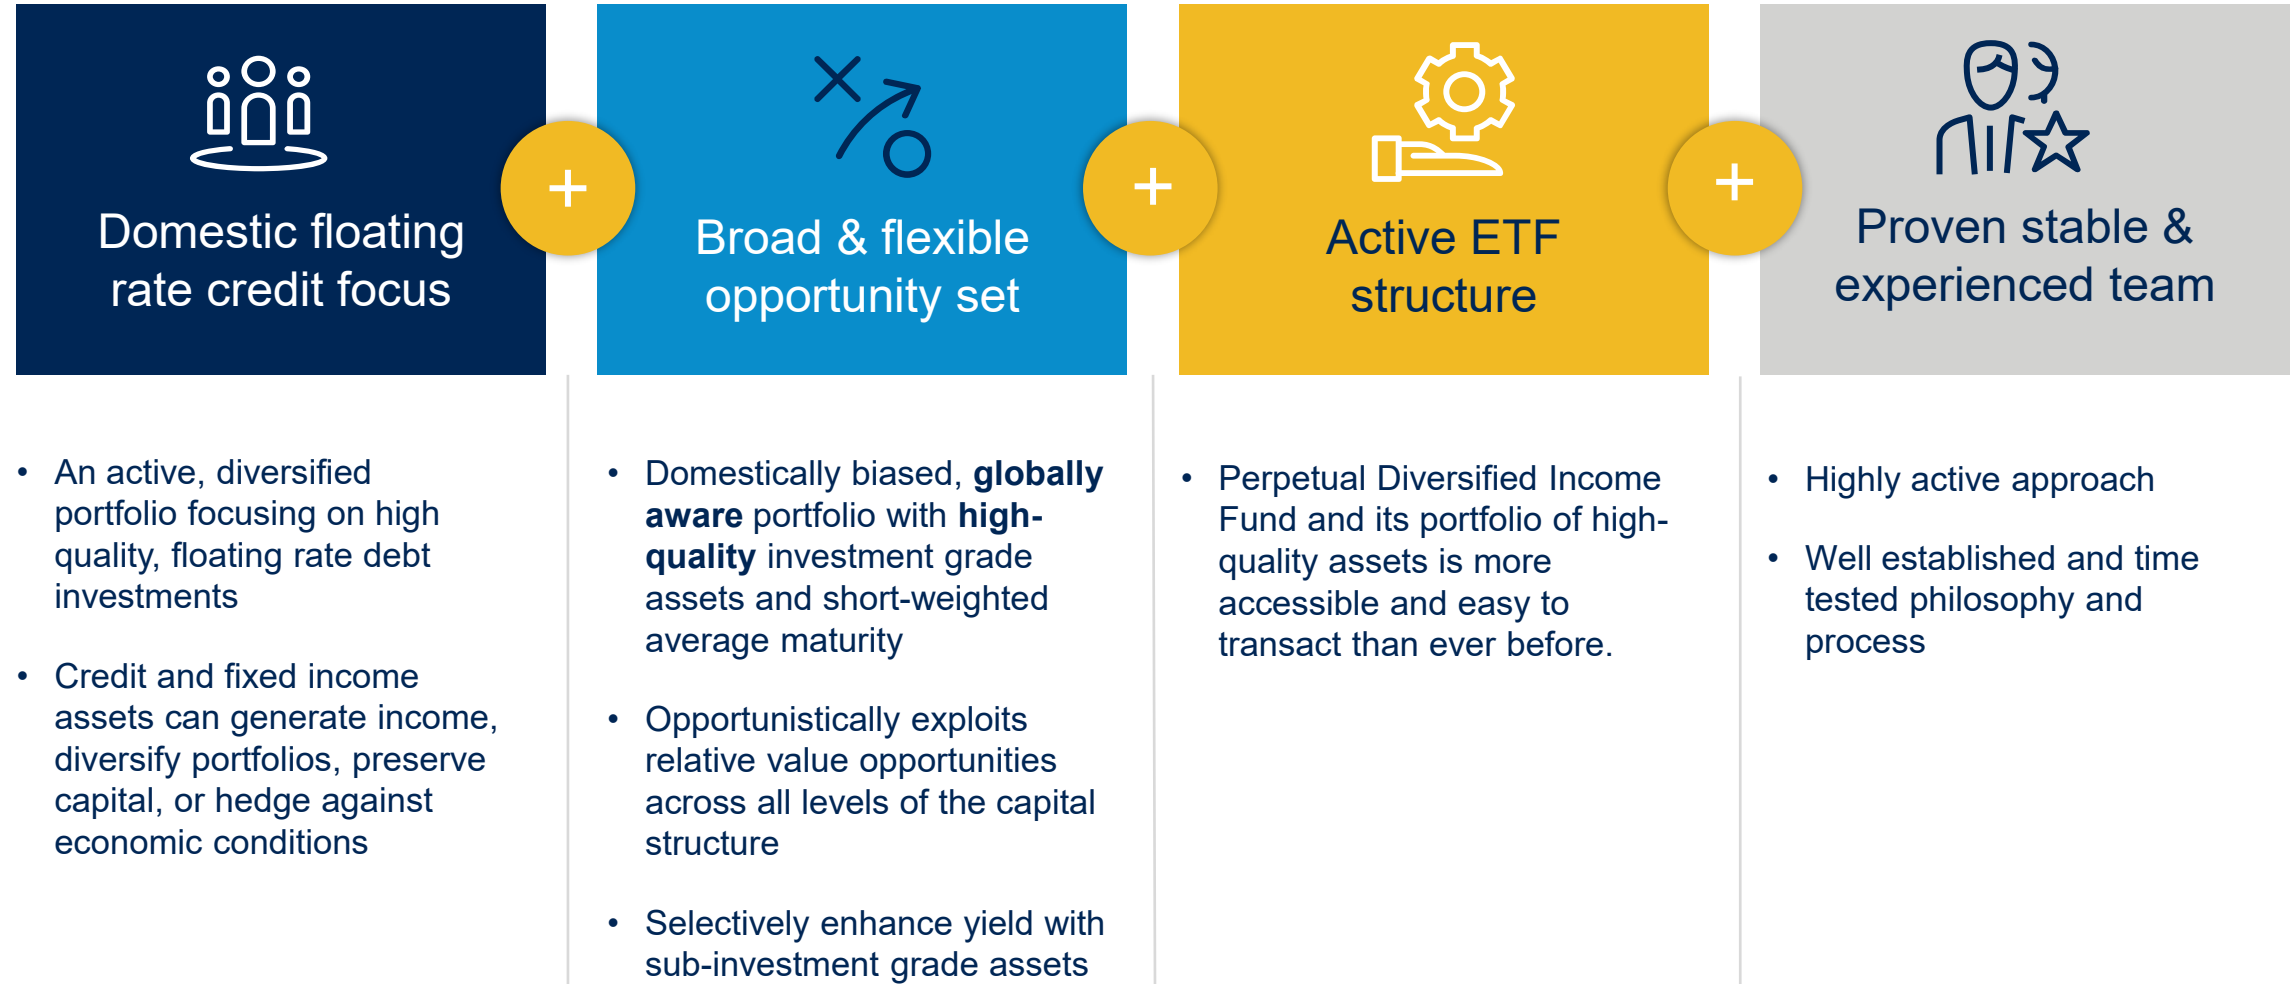 Domestic floating
rate credit focus
+
Broad & flexible
opportunity set
+
Active ETF
structure
+
Proven stable &
experienced team
• An active, diversified
portfolio focusing on high
quality, floating rate debt
investments
• Credit and fixed income
assets can generate income,
diversify portfolios, preserve
capital, or hedge against
economic conditions
• Domestically biased, globally
aware portfolio with high-
quality investment grade
assets and short-weighted
average maturity
• Opportunistically exploits
relative value opportunities
across all levels of the capital
structure
• Selectively enhance yield with
sub-investment grade assets
• Perpetual Diversified Income
Fund and its portfolio of high-
quality assets is more
accessible and easy to
transact than ever before.
• Highly active approach
• Well established and time
tested philosophy and
process